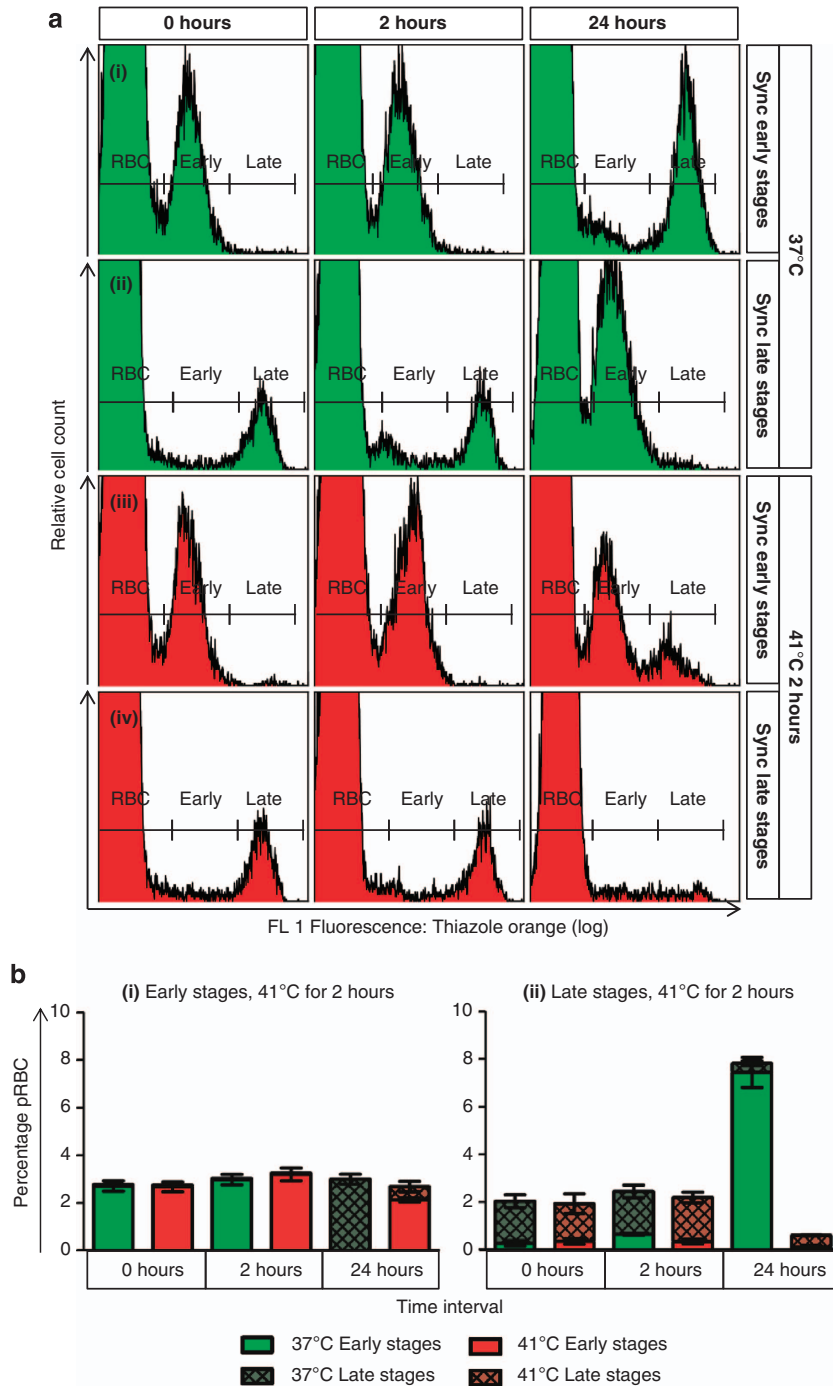 a
0 hours
2 hours
24 hours
(i)
RBC Early Late
RBC Early Late
RBC Early Late
Sync early stages
37°C
(ii)
RBC Early Late
RBC Early Late
RBC Early Late
Sync late stages
(iii)
RBC Early Late
RBC Early Late
RBC Early Late
Sync early stages
41°C 2 hours
(iv)
RBC Early Late
RBC Early Late
RBC Early Late
Sync late stages
Relative cell count
FL 1 Fluorescence: Thiazole orange (log)
b
(i) Early stages, 41°C for 2 hours
Percentage pRBC
10
8
6
4
2
0
0 hours
2 hours
24 hours
(ii) Late stages, 41°C for 2 hours
10
8
6
4
2
0
0 hours
2 hours
24 hours
Time interval
37°C Early stages
41°C Early stages
37°C Late stages
41°C Late stages